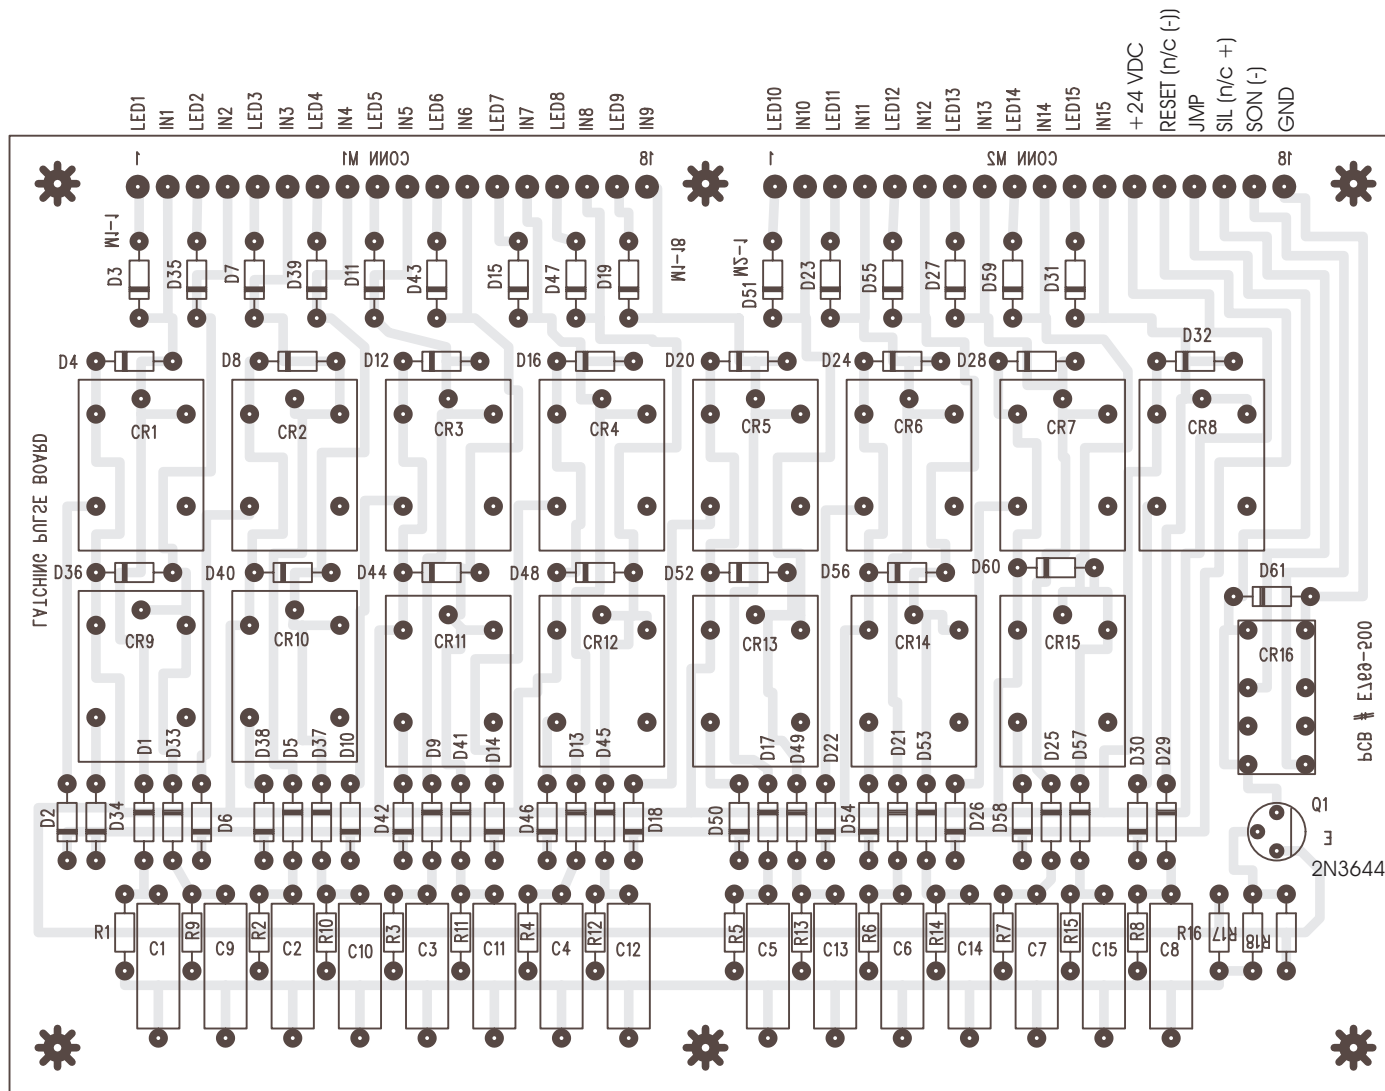 LED1 IN1 LED2 IN2 LED3 IN3 LED4 IN4 LED5 IN5 LED6 IN6 LED7 IN7 LED8 IN8 LED9 IN9
LED10 IN10 LED11 IN11 LED12 IN12 LED13 IN13 LED14 IN14 LED15 IN15 +24 VDC RESET (n/c (-)) JMP SIL (n/c +) SON (-) GND
1 CONN M1 18 1 CONN M2 18
M1-1 M1-18 M2-1
D3 D35 D7 D39 D11 D43 D15 D47 D19 D51 D23 D55 D27 D59 D31
D4 D8 D12 D16 D20 D24 D28 D32
CR1 CR2 CR3 CR4 CR5 CR6 CR7 CR8
LATCHING PULSE BOARD
D36 D40 D44 D48 D52 D56 D60 D61
CR9 CR10 CR11 CR12 CR13 CR14 CR15 CR16
PCB # E769-500
D1 D33 D38 D5 D37 D10 D9 D41 D14 D13 D45 D17 D49 D22 D21 D53 D25 D57 D30 D29
D2 D34 D6 D42 D46 D18 D50 D54 D26 D58
Q1
E
2N3644
R1 C1 R9 C9 R2 C2 R10 C10 R3 C3 R11 C11 R4 C4 R12 C12 R5 C5 R13 C13 R6 C6 R14 C14 R7 C7 R15 C15 R8 C8 R16 R17 R18